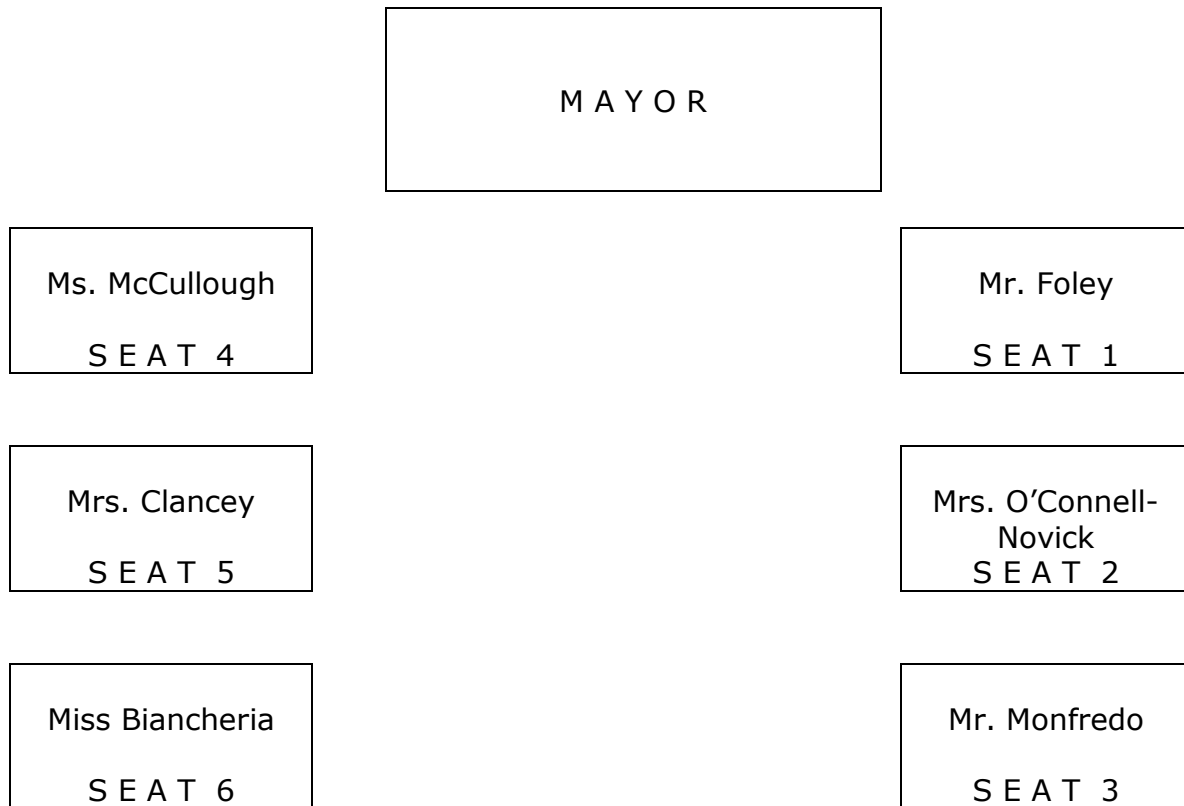 M A Y O R
Ms. McCullough
S E A T 4
Mr. Foley
S E A T 1
Mrs. Clancey
S E A T 5
Mrs. O’Connell-
Novick
S E A T 2
Miss Biancheria
S E A T 6
Mr. Monfredo
S E A T 3